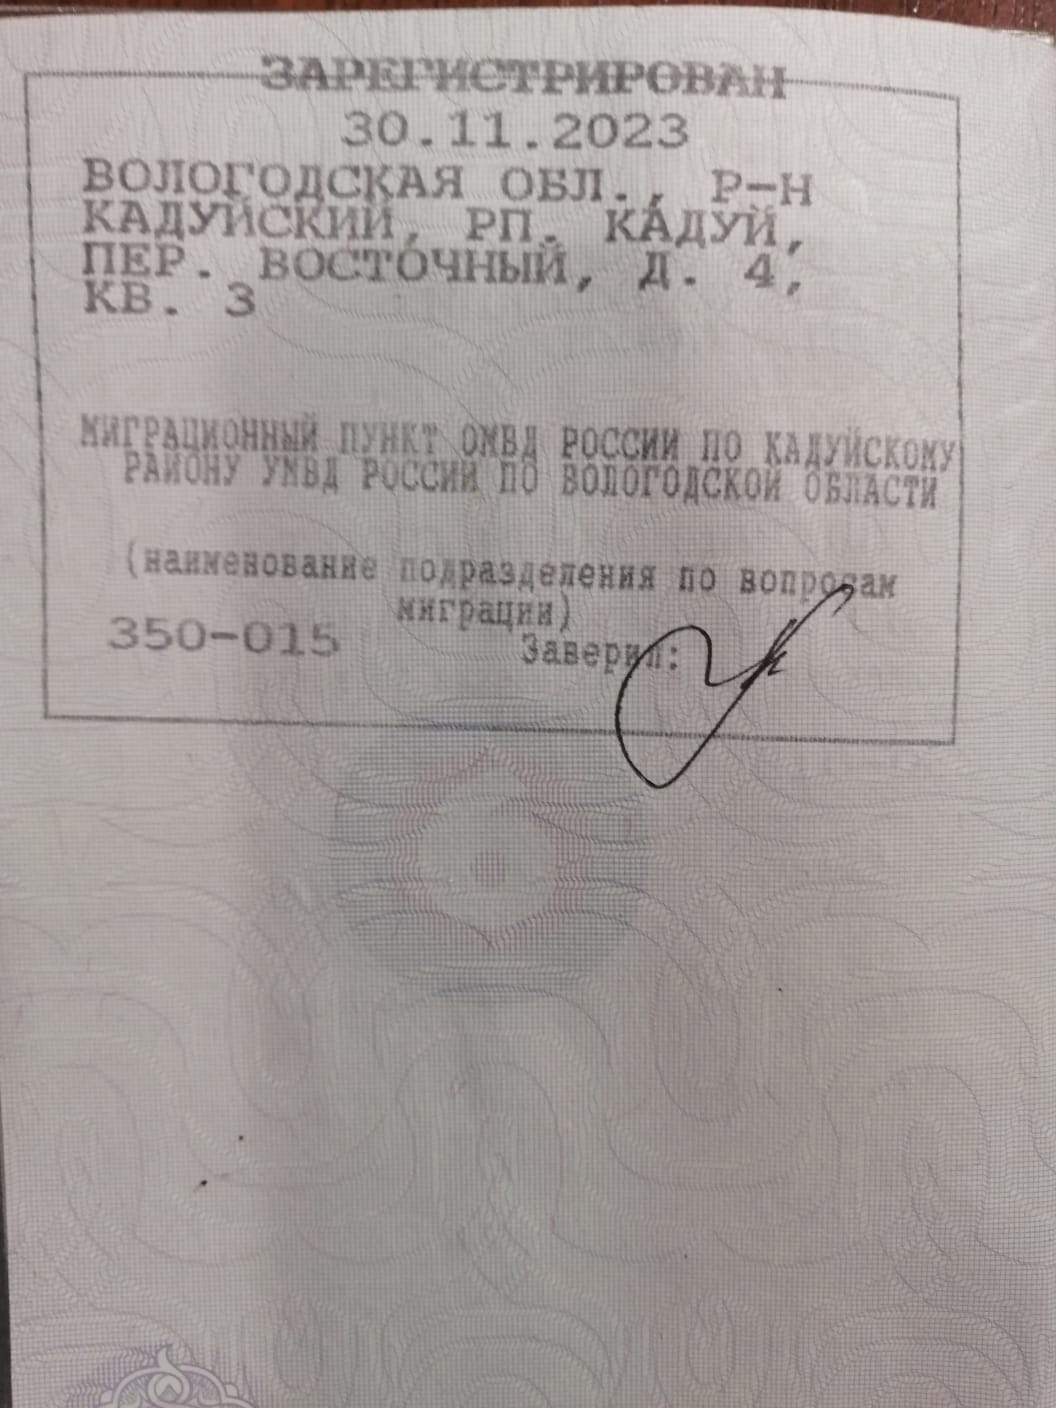 ЗАРЕГИСТРИРОВАН
30.11.2023
ВОЛОГОДСКАЯ ОБЛ., Р-Н
КАДУЙСКИЙ, РП. КАДУЙ,
ПЕР. ВОСТОЧНЫЙ, Д. 4,
КВ. 3
МИГРАЦИОННЫЙ ПУНКТ ОМВД РОССИИ ПО КАДУЙСКОМУ
РАЙОНУ УМВД РОССИИ ПО ВОЛОГОДСКОЙ ОБЛАСТИ
(наименование подразделения по вопросам
миграции)
350-015 Заверил: